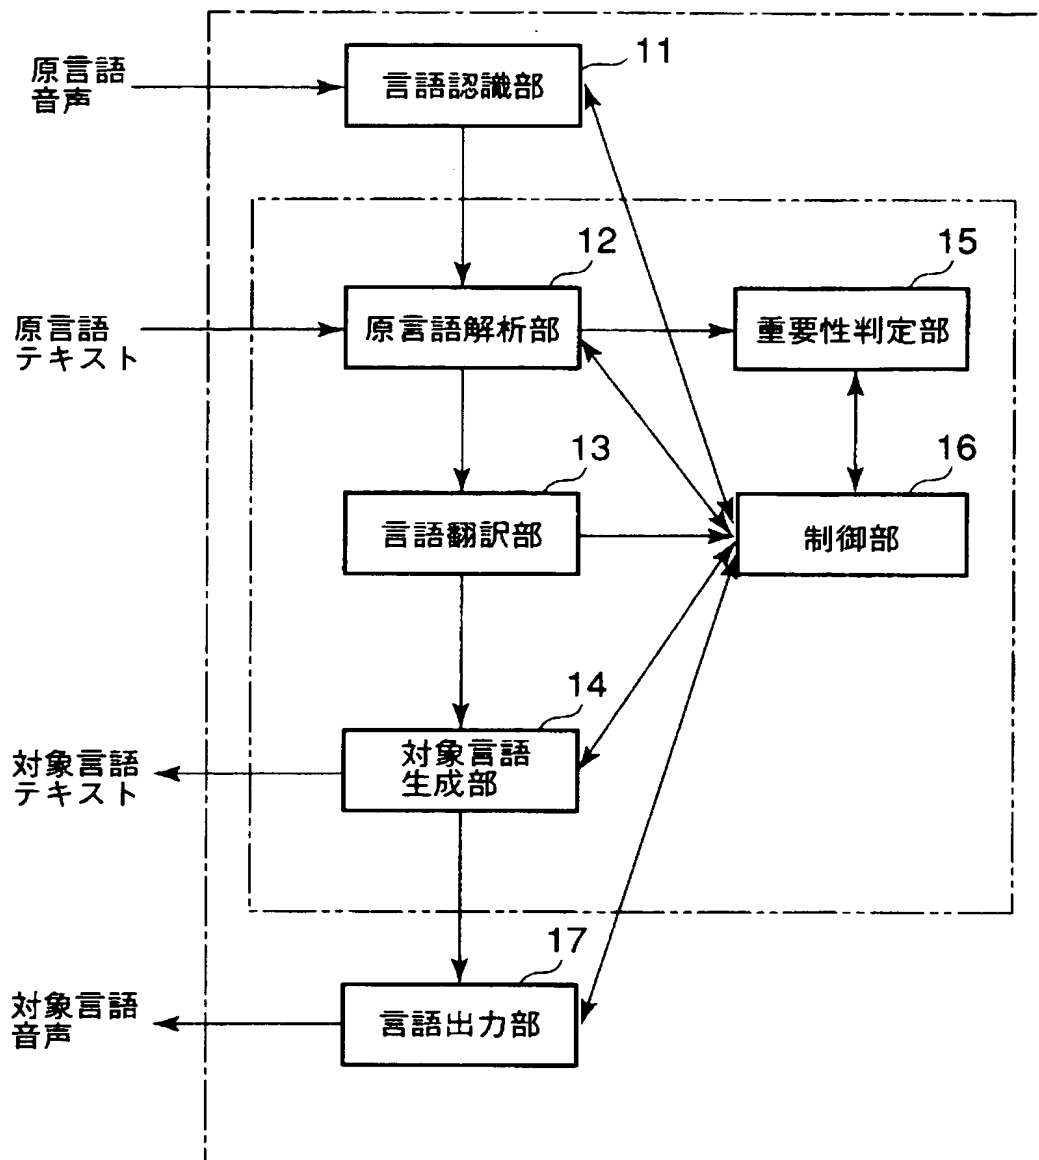 11
原言語
音声
言語認識部
12
15
原言語
テキスト
原言語解析部
重要性判定部
13
16
言語翻訳部
制御部
14
対象言語
テキスト
対象言語
生成部
17
対象言語
音声
言語出力部